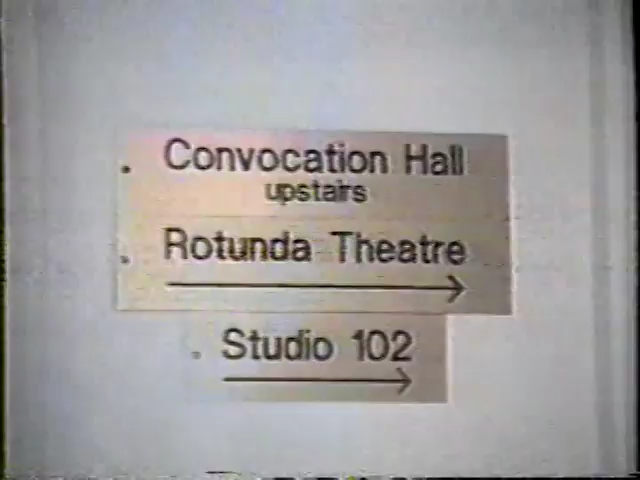 Convocation Hall
upstairs
Rotunda Theatre
Studio 102